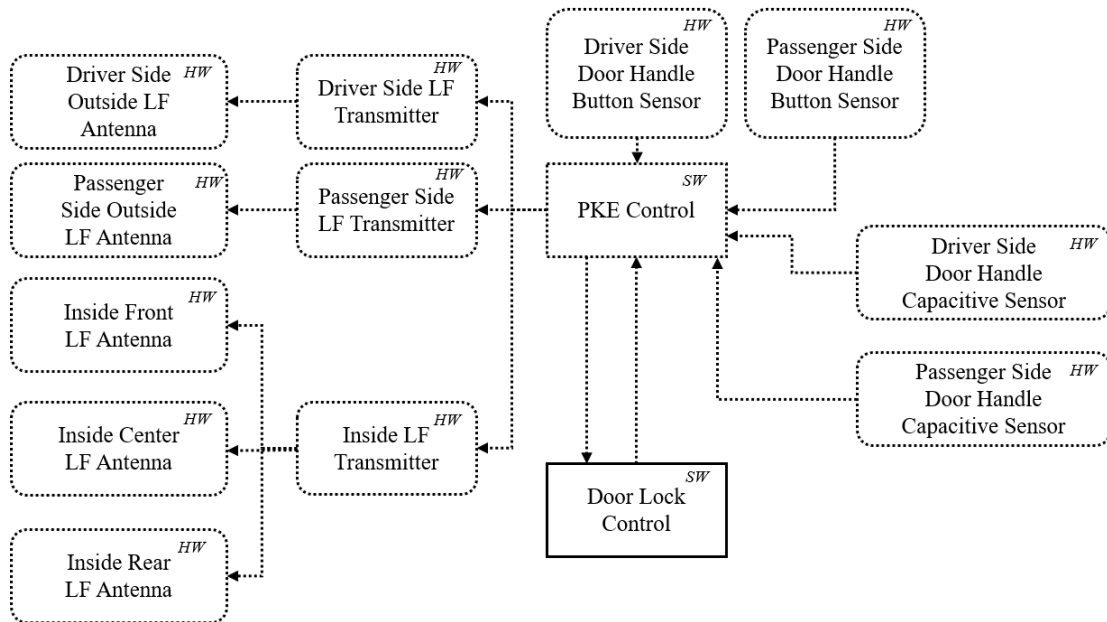 HW
Driver Side
Outside LF
Antenna
HW
Driver Side LF
Transmitter
HW
Driver Side
Door Handle
Button Sensor
HW
Passenger Side
Door Handle
Button Sensor
HW
Passenger
Side Outside
LF Antenna
HW
Passenger Side
LF Transmitter
SW
PKE Control
HW
Driver Side
Door Handle
Capacitive Sensor
HW
Inside Front
LF Antenna
HW
Passenger Side
Door Handle
Capacitive Sensor
HW
Inside Center
LF Antenna
HW
Inside LF
Transmitter
SW
Door Lock
Control
HW
Inside Rear
LF Antenna